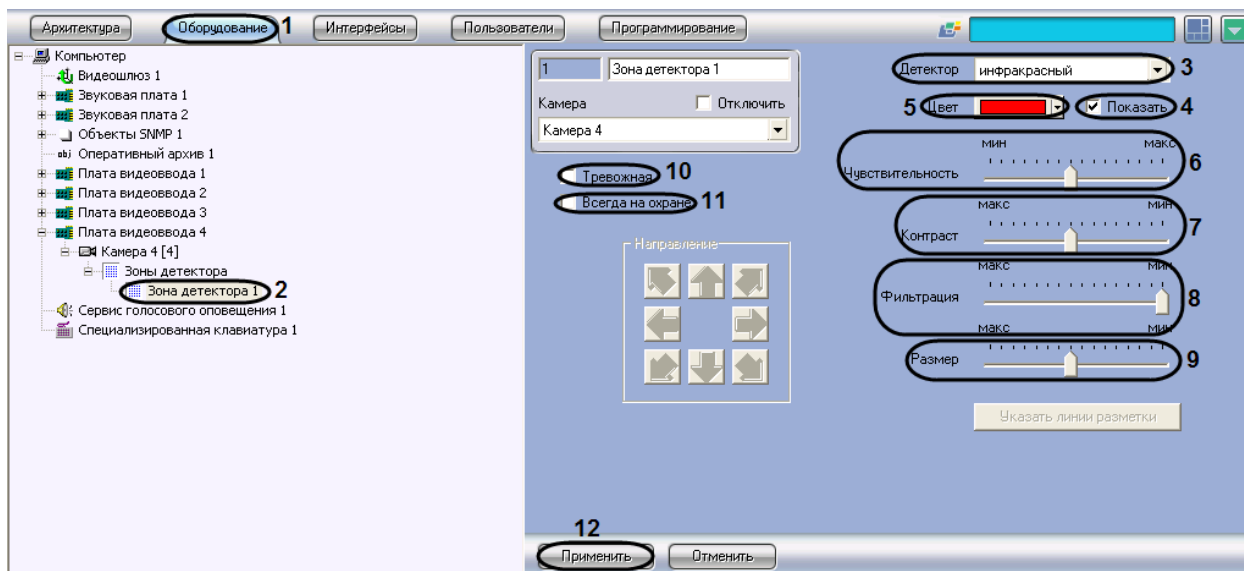 Архитектура Оборудование 1 Интерфейсы Пользователи Программирование
Компьютер
Видеошлюз 1
Звуковая плата 1
Звуковая плата 2
Объекты SNMP 1
obj Оперативный архив 1
Плата видеоввода 1
Плата видеоввода 2
Плата видеоввода 3
Плата видеоввода 4
Камера 4 [4]
Зоны детектора
Зона детектора 1 2
Сервис голосового оповещения 1
Специализированная клавиатура 1
1 Зона детектора 1
Камера Отключить
Камера 4
Тревожная 10
Всегда на охране 11
Направление
Детектор инфракрасный 3
5 Цвет Показать 4
мин макс
Чувствительность 6
макс мин
Контраст 7
макс мин
Фильтрация 8
макс мин
Размер 9
Указать линии разметки
12
Применить Отменить